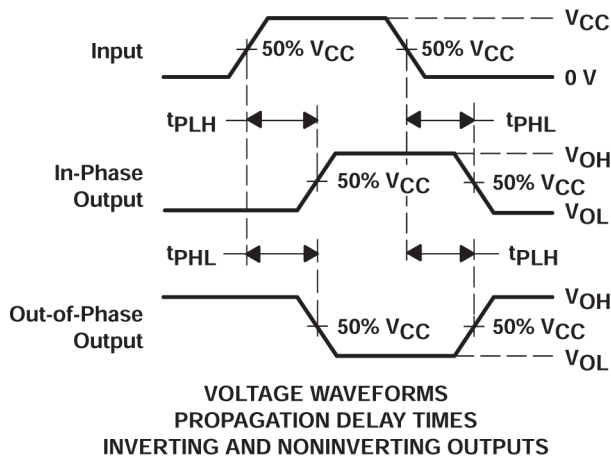 VCC
Input 50% VCC 50% VCC
0 V
tPLH tPHL
VOH
In-Phase
Output 50% VCC 50% VCC
VOL
tPHL tPLH
VOH
Out-of-Phase
Output 50% VCC 50% VCC
VOL
VOLTAGE WAVEFORMS
PROPAGATION DELAY TIMES
INVERTING AND NONINVERTING OUTPUTS